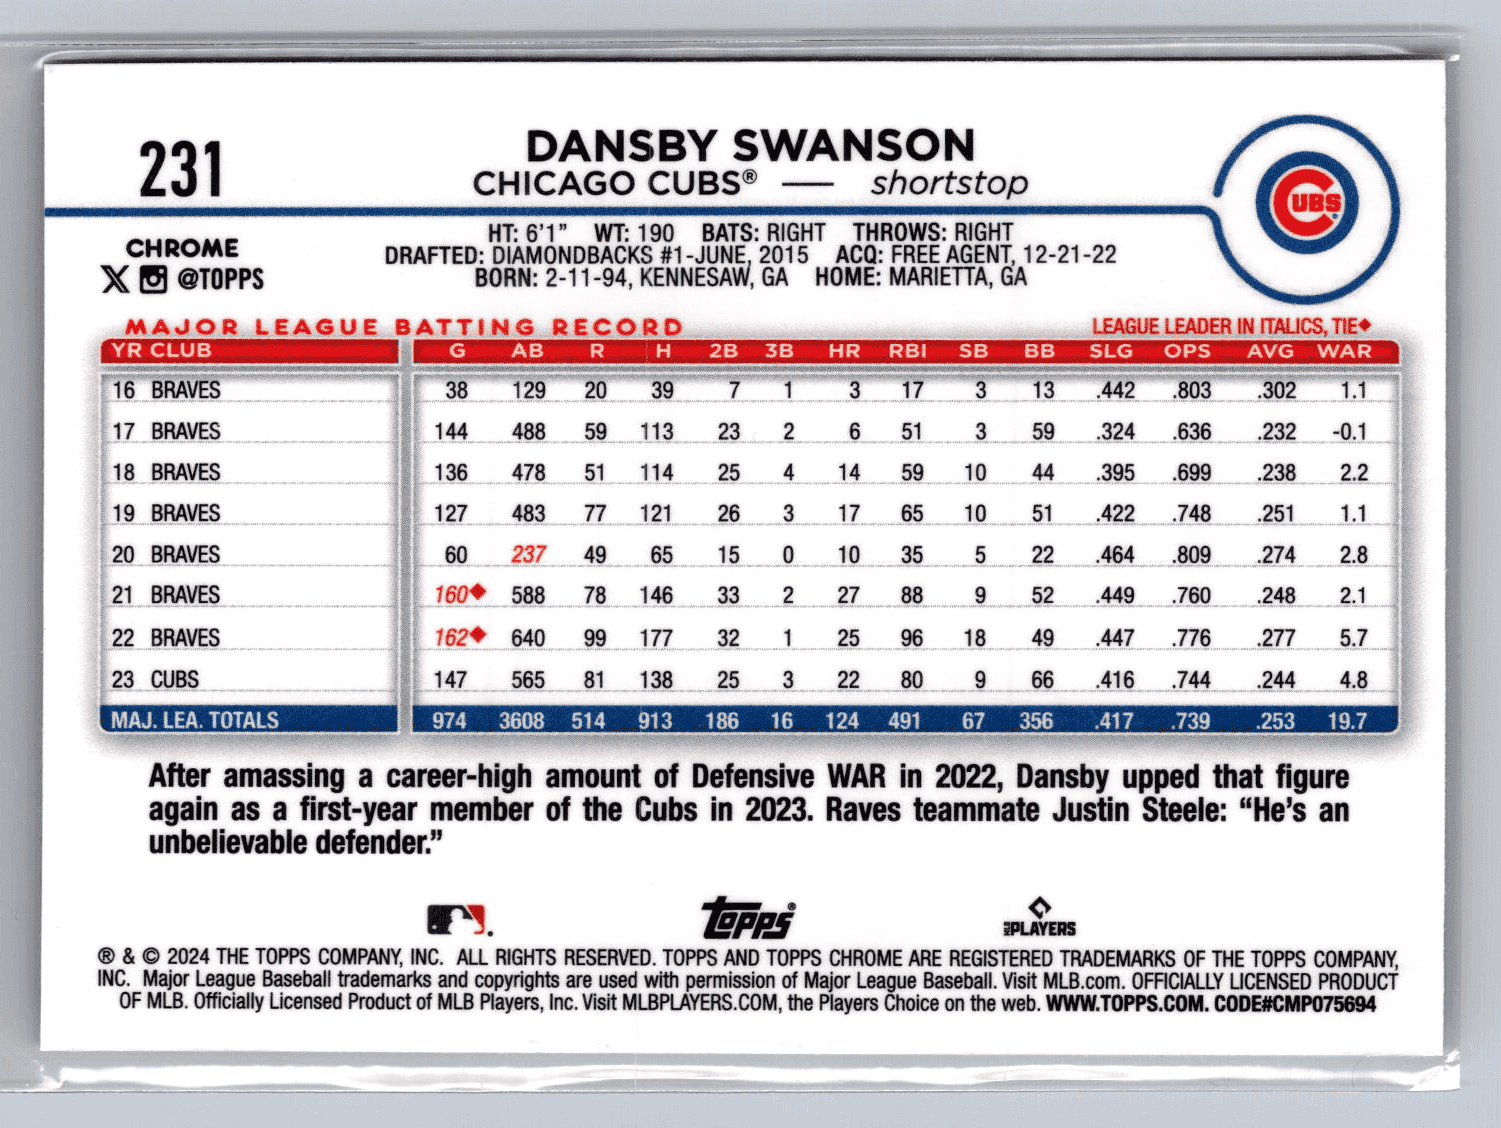 231
DANSBY SWANSON
CHICAGO CUBS® — shortstop
CUBS
CHROME
@TOPPS
HT: 6'1" WT: 190 BATS: RIGHT THROWS: RIGHT
DRAFTED: DIAMONDBACKS #1-JUNE, 2015 ACQ: FREE AGENT, 12-21-22
BORN: 2-11-94, KENNESAW, GA HOME: MARIETTA, GA
MAJOR LEAGUE BATTING RECORD LEAGUE LEADER IN ITALICS, TIE◆
YR CLUB G AB R H 2B 3B HR RBI SB BB SLG OPS AVG WAR
16 BRAVES 38 129 20 39 7 1 3 17 3 13 .442 .803 .302 1.1
17 BRAVES 144 488 59 113 23 2 6 51 3 59 .324 .636 .232 -0.1
18 BRAVES 136 478 51 114 25 4 14 59 10 44 .395 .699 .238 2.2
19 BRAVES 127 483 77 121 26 3 17 65 10 51 .422 .748 .251 1.1
20 BRAVES 60 237 49 65 15 0 10 35 5 22 .464 .809 .274 2.8
21 BRAVES 160◆ 588 78 146 33 2 27 88 9 52 .449 .760 .248 2.1
22 BRAVES 162◆ 640 99 177 32 1 25 96 18 49 .447 .776 .277 5.7
23 CUBS 147 565 81 138 25 3 22 80 9 66 .416 .744 .244 4.8
MAJ. LEA. TOTALS 974 3608 514 913 186 16 124 491 67 356 .417 .739 .253 19.7
After amassing a career-high amount of Defensive WAR in 2022, Dansby upped that figure
again as a first-year member of the Cubs in 2023. Raves teammate Justin Steele: “He’s an
unbelievable defender.”
Topps®
MLB PLAYERS
® & © 2024 THE TOPPS COMPANY, INC. ALL RIGHTS RESERVED. TOPPS AND TOPPS CHROME ARE REGISTERED TRADEMARKS OF THE TOPPS COMPANY,
INC. Major League Baseball trademarks and copyrights are used with permission of Major League Baseball. Visit MLB.com. OFFICIALLY LICENSED PRODUCT
OF MLB. Officially Licensed Product of MLB Players, Inc. Visit MLBPLAYERS.COM, the Players Choice on the web. WWW.TOPPS.COM. CODE#CMP075694